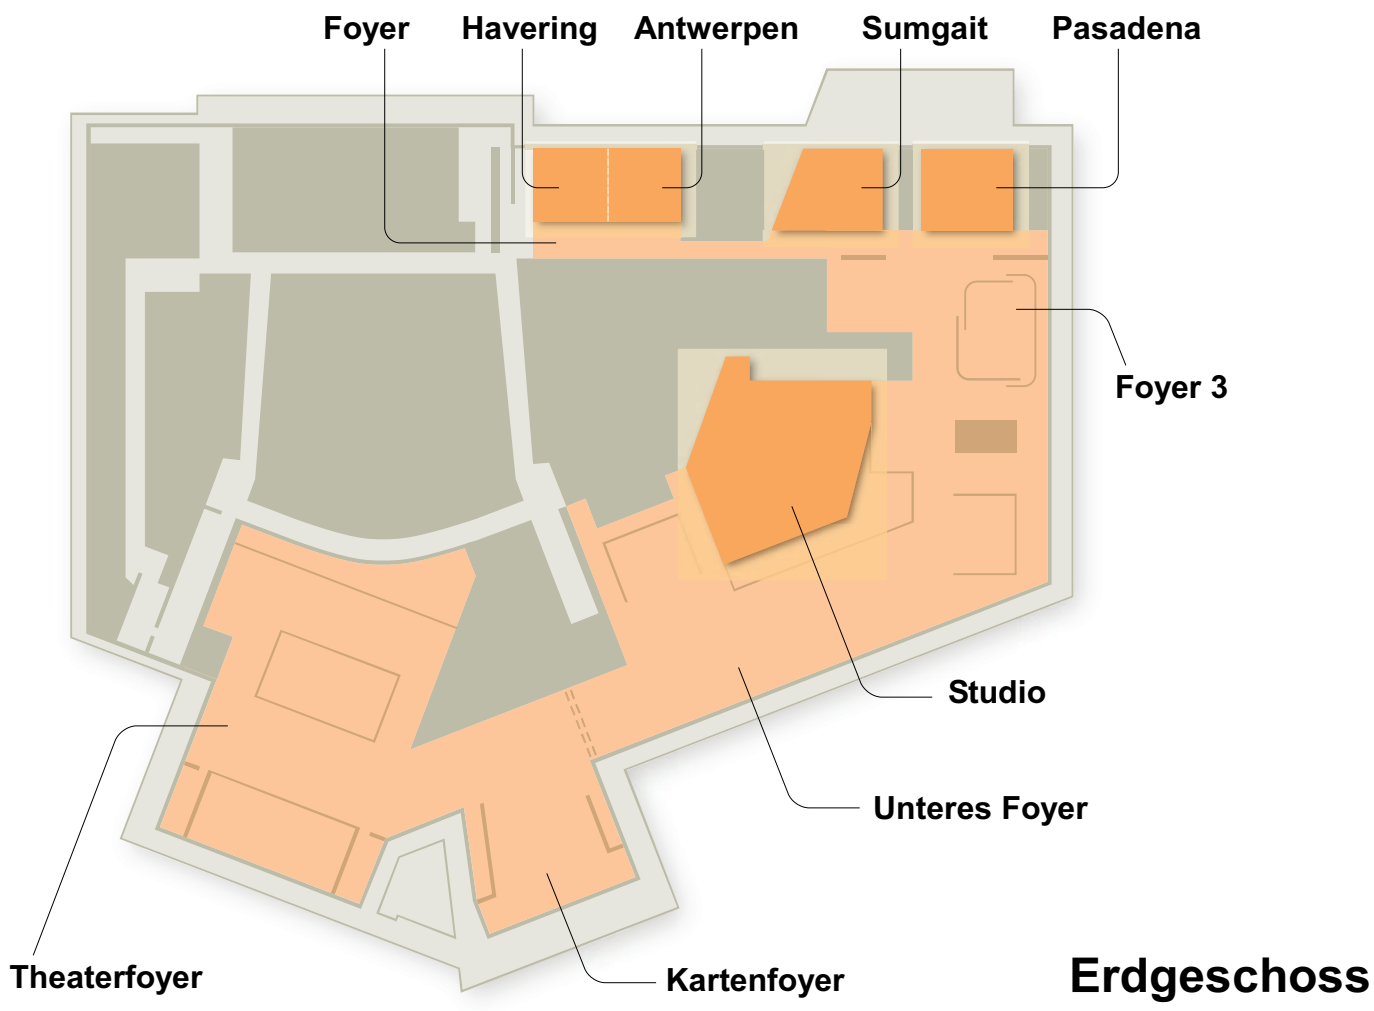 Foyer
Havering
Antwerpen
Sumgait
Pasadena
Foyer 3
Studio
Unteres Foyer
Theaterfoyer
Kartenfoyer
Erdgeschoss